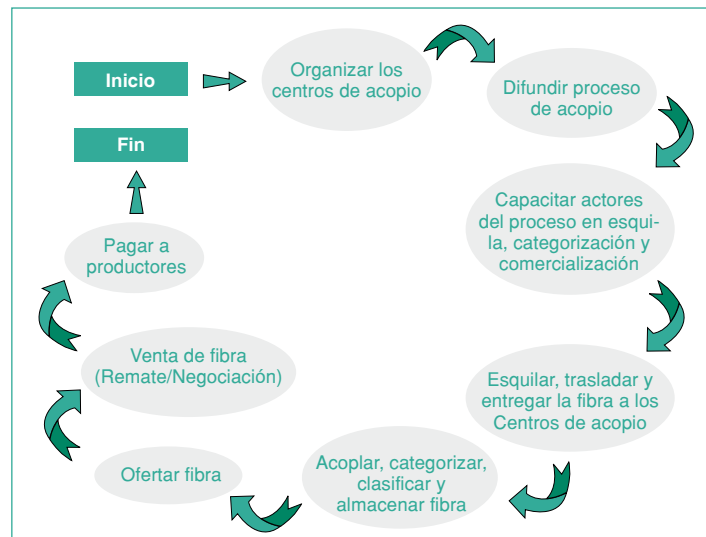 Inicio
Organizar los
centros de acopio
Difundir proceso
de acopio
Capacitar actores
del proceso en esqui-
la, categorización y
comercialización
Esquilar, trasladar y
entregar la fibra a los
Centros de acopio
Acoplar, categorizar,
clasificar y
almacenar fibra
Ofertar fibra
Venta de fibra
(Remate/Negociación)
Pagar a
productores
Fin